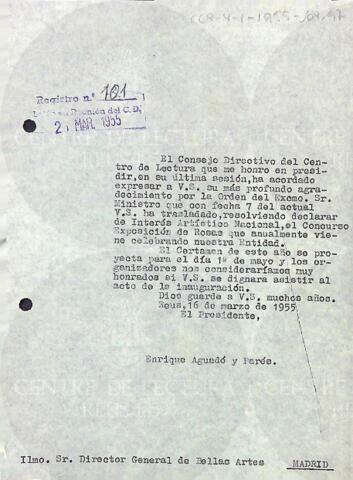 CCR-4-1-1955-
Registro n.º 101
Reunión del C.D.
2 MAR 1955
El Consejo Directivo del Cen-
tro de Lectura que me honro en presi-
dir, en su última sesión, ha acordado
expresar a V.S. su más profundo agra-
decimiento por la Orden del Excmo. Sr.
Ministro que con fecha 7 del actual
V.S. ha trasladado, resolviendo declarar
de Interés Artístico Nacional, el Concurso
Exposición de Rosas que anualmente vie-
ne celebrando nuestra Entidad.
El Certamen de este año se pro-
yecta para el día 1º de mayo y los or-
ganizadores nos consideraríamos muy
honrados si V.S. se dignara asistir al
acto de la inauguración.
Dios guarde a V.S. muchos años.
Reus, 16 de marzo de 1955
El Presidente,
Enrique Aguadé y Parés.
CENTRE DE LECTURA
REUS
Ilmo. Sr. Director General de Bellas Artes MADRID